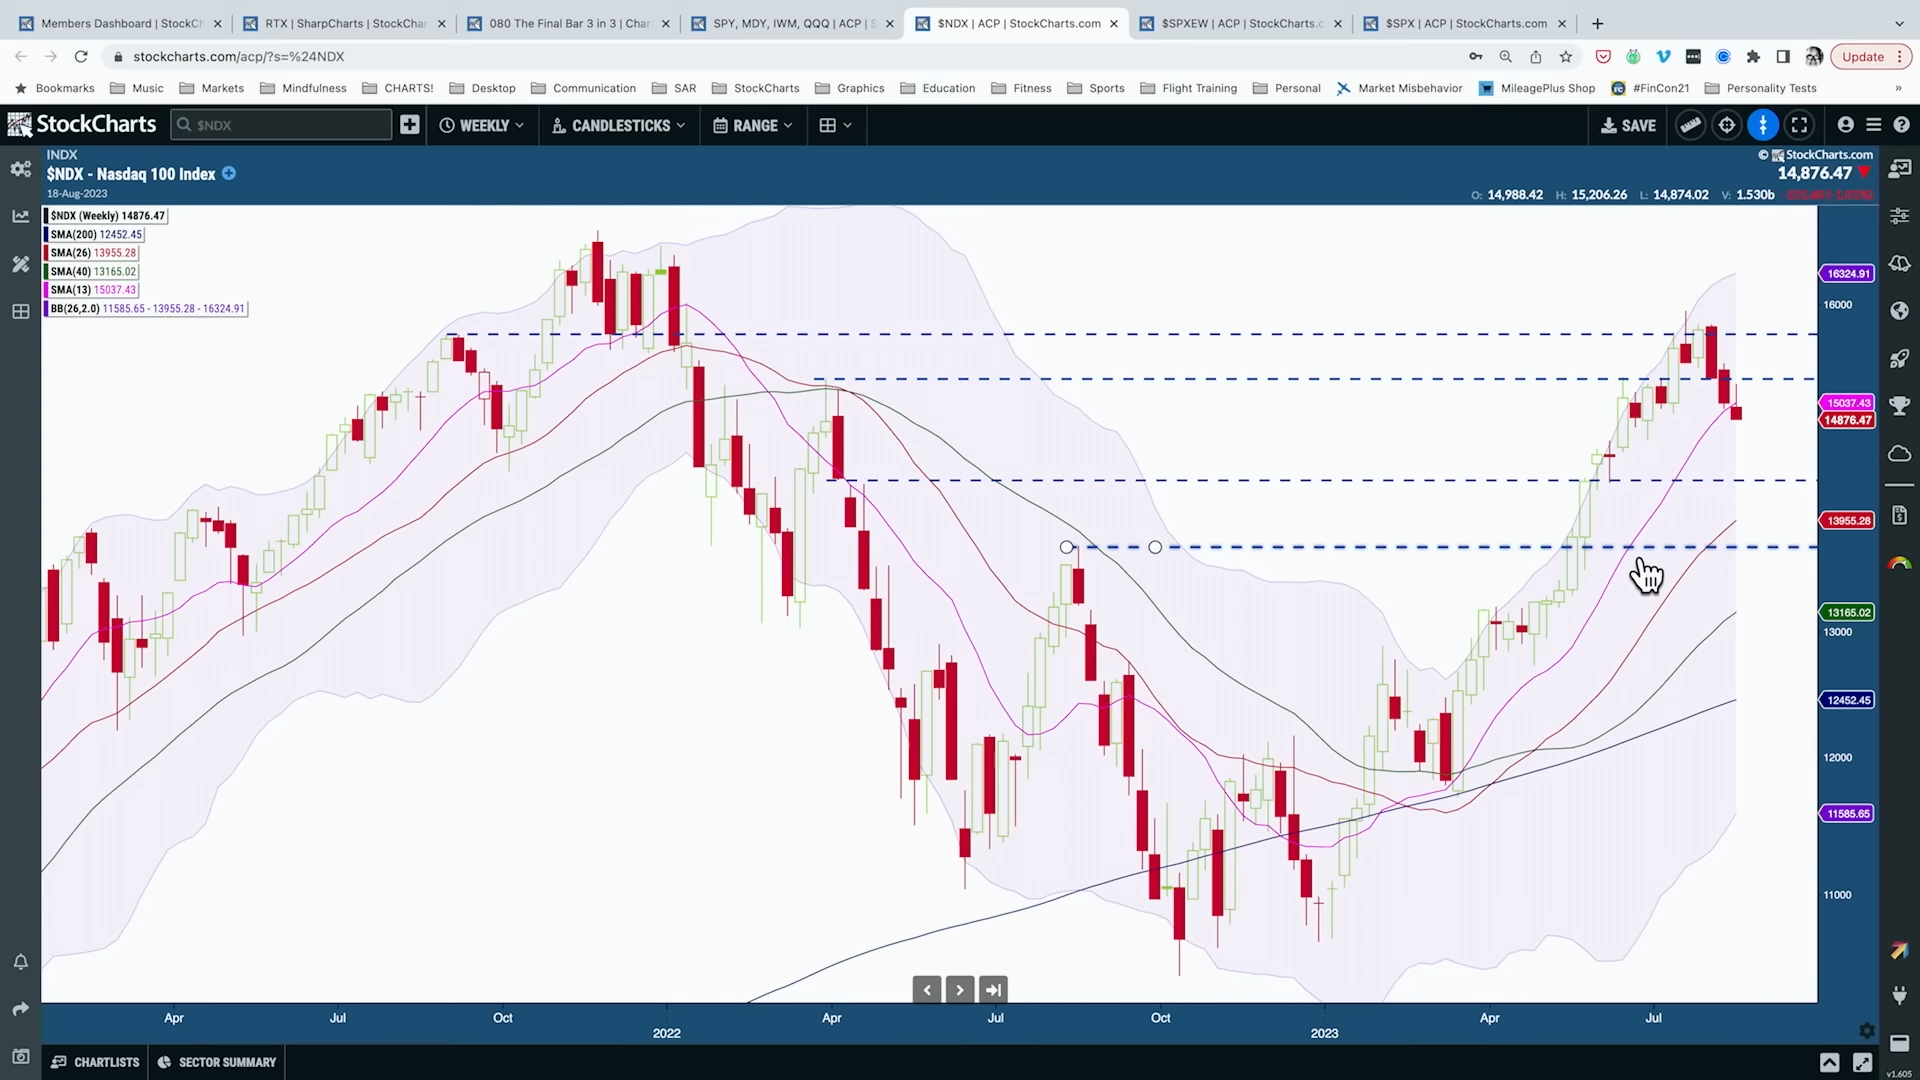 Members Dashboard | StockCh
RTX | SharpCharts | StockChar
080 The Final Bar 3 in 3 | Char
SPY, MDY, IWM, QQQ | ACP | S
$NDX | ACP | StockCharts.com
$SPXEW | ACP | StockCharts.c
$SPX | ACP | StockCharts.com
stockcharts.com/acp/?s=%24NDX
Update
Bookmarks
Music
Markets
Mindfulness
CHARTS!
Desktop
Communication
SAR
StockCharts
Graphics
Education
Fitness
Sports
Flight Training
Personal
Market Misbehavior
MileagePlus Shop
#FinCon21
Personality Tests
»
StockCharts
$NDX
WEEKLY
CANDLESTICKS
RANGE
SAVE
INDX
© StockCharts.com
$NDX - Nasdaq 100 Index
14,876.47
18-Aug-2023
O: 14,988.42 H: 15,206.26 L: 14,874.02 V: 1.530b
$NDX (Weekly) 14876.47
SMA(200) 12452.45
SMA(26) 13955.28
SMA(40) 13165.02
SMA(13) 15037.43
BB(26,2.0) 11585.65 - 13955.28 - 16324.91
16324.91
16000
15037.43
14876.47
13955.28
13165.02
13000
12452.45
12000
11585.65
11000
Apr
Jul
Oct
2022
Apr
Jul
Oct
2023
Apr
Jul
CHARTLISTS
SECTOR SUMMARY
v1.605